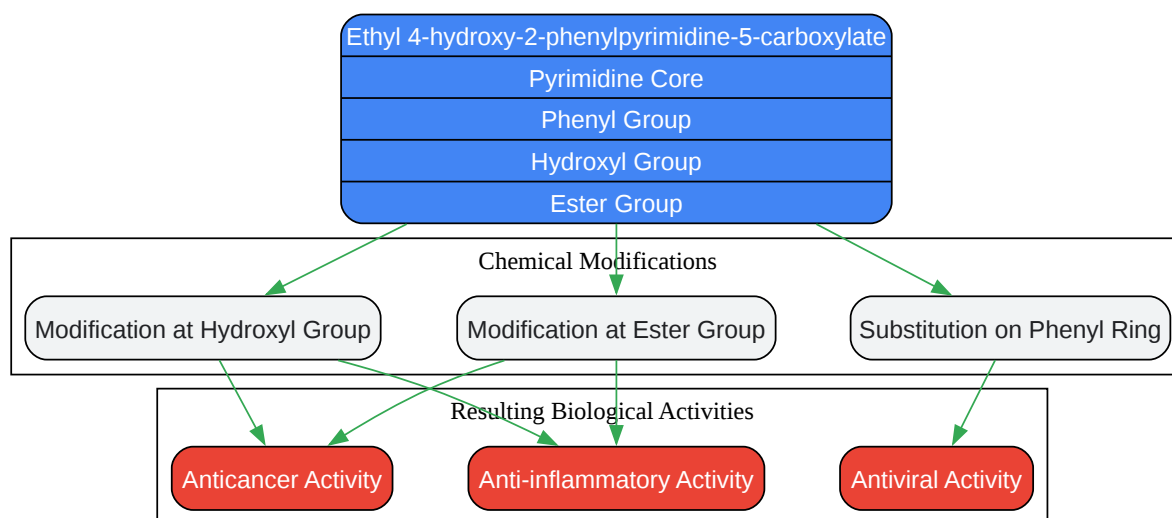 Ethyl 4-hydroxy-2-phenylpyrimidine-5-carboxylate
Pyrimidine Core
Phenyl Group
Hydroxyl Group
Ester Group
Chemical Modifications
Modification at Hydroxyl Group
Modification at Ester Group
Substitution on Phenyl Ring
Resulting Biological Activities
Anticancer Activity
Anti-inflammatory Activity
Antiviral Activity